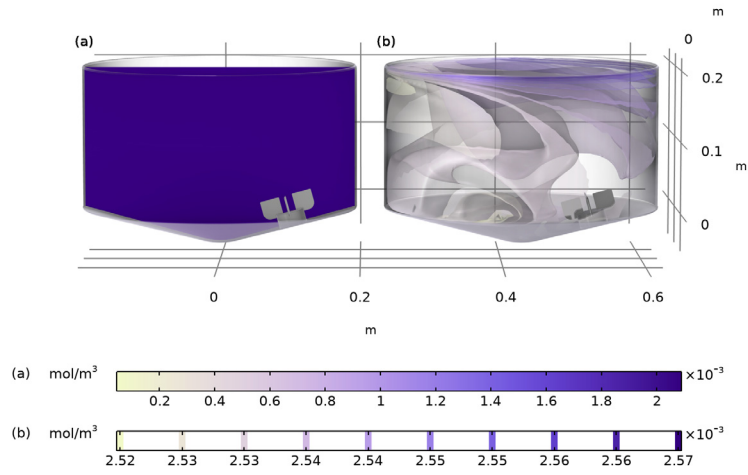 m
(a) (b) 0
0.2
0.1
m
0
0 0.2 0.4 0.6
m
(a) mol/m³ ×10⁻³
0.2 0.4 0.6 0.8 1 1.2 1.4 1.6 1.8 2
(b) mol/m³ ×10⁻³
2.52 2.53 2.53 2.54 2.54 2.55 2.55 2.56 2.56 2.57